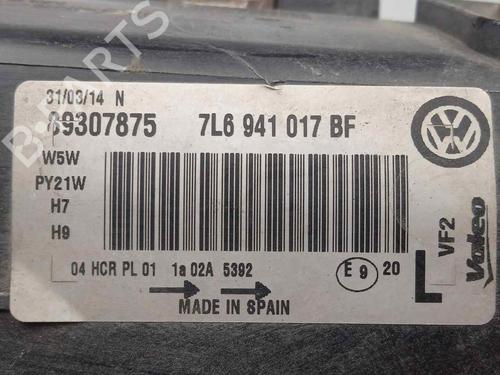 B-PARTS
31/03/14 N
89307875 7L6 941 017 BF
W5W
PY21W
H7
H9
04 HCR PL 01 1a 02A 5392
E 9 20
MADE IN SPAIN
L
VF2
Valeo